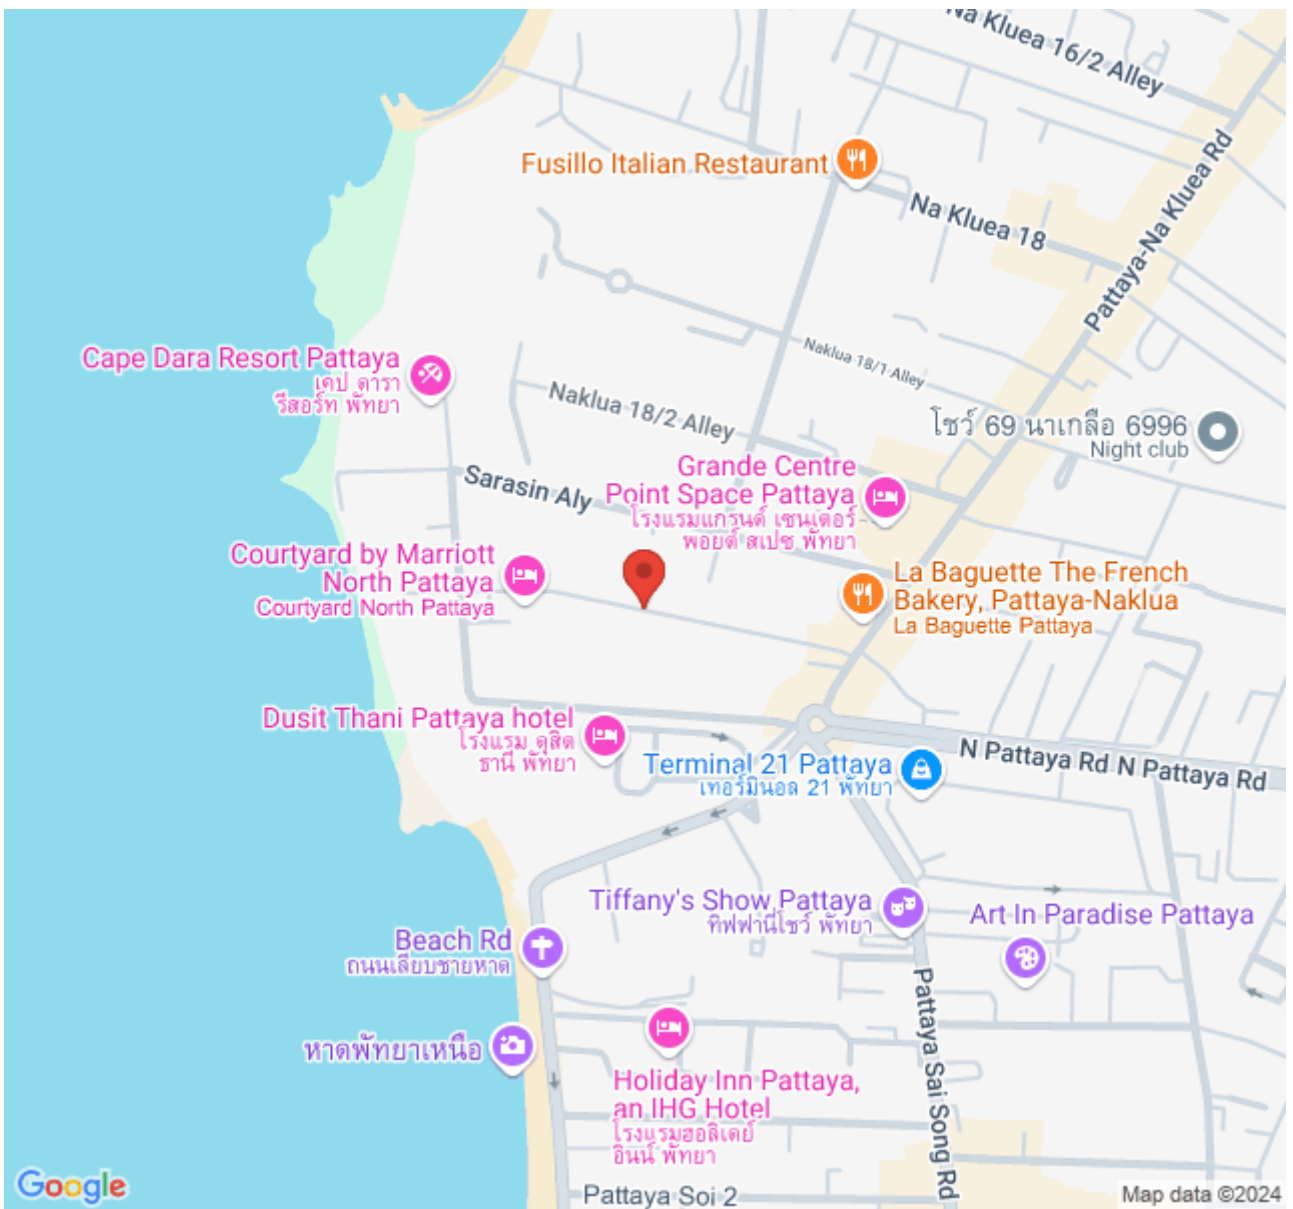 Na Kluea 16/2 Alley
Fusillo Italian Restaurant
Na Kluea 18
Pattaya-Na Kluea Rd
Naklua 18/1 Alley
Cape Dara Resort Pattaya
เคป ดารา
รีสอร์ท พัทยา
Naklua 18/2 Alley
โชว์ 69 นาเกลือ 6996
Night club
Grande Centre
Point Space Pattaya
โรงแรมแกรนด์ เซนเตอร์
พอยต์ สเปซ พัทยา
Sarasin Aly
Courtyard by Marriott
North Pattaya
Courtyard North Pattaya
La Baguette The French
Bakery, Pattaya-Naklua
La Baguette Pattaya
Dusit Thani Pattaya hotel
โรงแรม ดุสิต
ธานี พัทยา
N Pattaya Rd
N Pattaya Rd
Terminal 21 Pattaya
เทอร์มินอล 21 พัทยา
Tiffany's Show Pattaya
ทิฟฟานี่โชว์ พัทยา
Art In Paradise Pattaya
Beach Rd
ถนนเลียบชายหาด
Pattaya Sai Song Rd
หาดพัทยาเหนือ
Holiday Inn Pattaya,
an IHG Hotel
โรงแรมฮอลิเดย์
อินน์ พัทยา
Pattaya Soi 2
Google
Map data ©2024